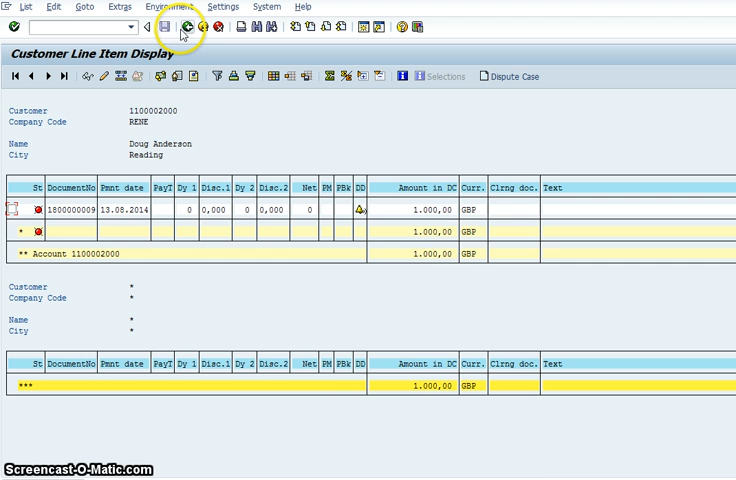 List Edit Goto Extras Environment Settings System Help
Customer Line Item Display
Selections Dispute Case
Customer 1100002000
Company Code RENE
Name Doug Anderson
City Reading
St DocumentNo Pmnt date PayT Dy 1 Disc.1 Dy 2 Disc.2 Net PM PBk DD Amount in DC Curr. Clrng doc. Text
1800000009 13.08.2014 0 0,000 0 0,000 0 1.000,00 GBP
* 1.000,00 GBP
** Account 1100002000 1.000,00 GBP
Customer *
Company Code *
Name *
City *
St DocumentNo Pmnt date PayT Dy 1 Disc.1 Dy 2 Disc.2 Net PM PBk DD Amount in DC Curr. Clrng doc. Text
*** 1.000,00 GBP
Screencast-O-Matic.com